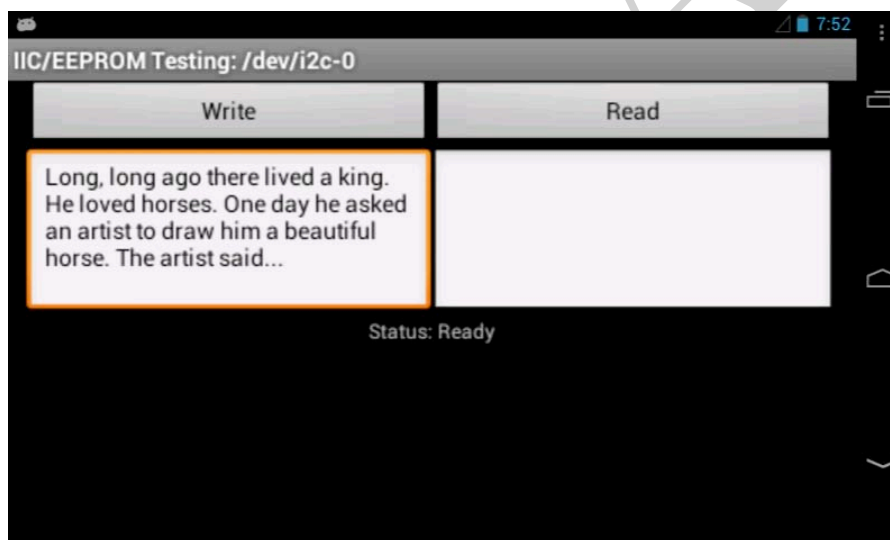 7:52
IIC/EEPROM Testing: /dev/i2c-0
Write
Read
Long, long ago there lived a king.
He loved horses. One day he asked
an artist to draw him a beautiful
horse. The artist said...
Status: Ready